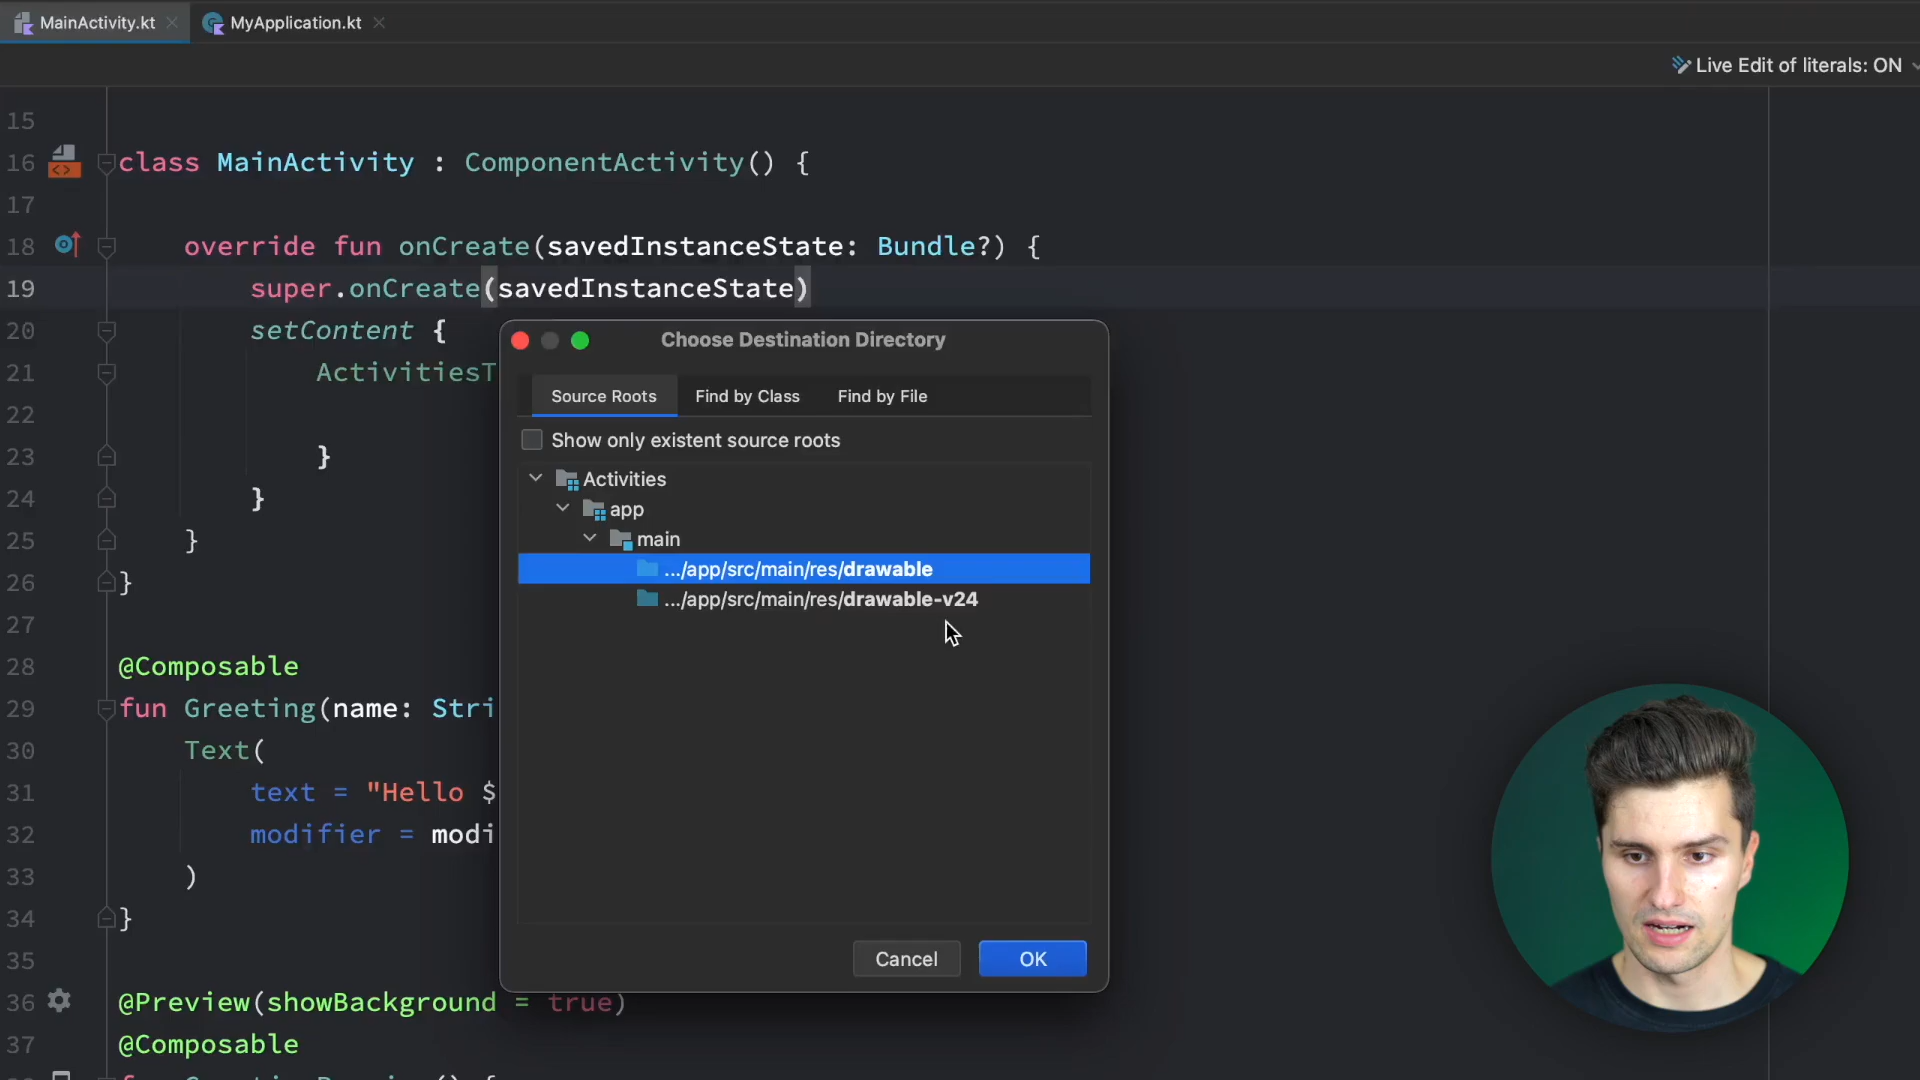 MainActivity.kt
MyApplication.kt
Live Edit of literals: ON
15
16 class MainActivity : ComponentActivity() {
17
18 override fun onCreate(savedInstanceState: Bundle?) {
19 super.onCreate(savedInstanceState)
20 setContent {
21 ActivitiesT
22
23 }
24 }
25 }
26 }
27
28 @Composable
29 fun Greeting(name: Stri
30 Text(
31 text = "Hello $
32 modifier = modi
33 )
34 }
35
36 @Preview(showBackground = true)
37 @Composable
Choose Destination Directory
Source Roots
Find by Class
Find by File
Show only existent source roots
Activities
app
main
.../app/src/main/res/drawable
.../app/src/main/res/drawable-v24
Cancel
OK